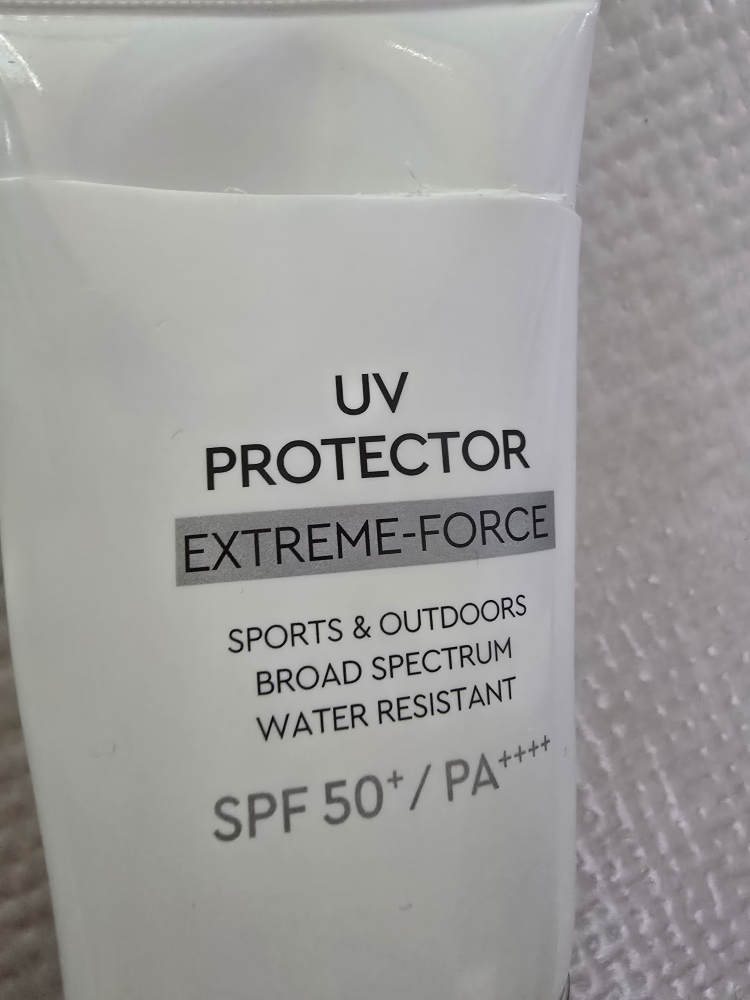 UV
PROTECTOR
EXTREME-FORCE
SPORTS & OUTDOORS
BROAD SPECTRUM
WATER RESISTANT
SPF 50⁺/ PA⁺⁺⁺⁺